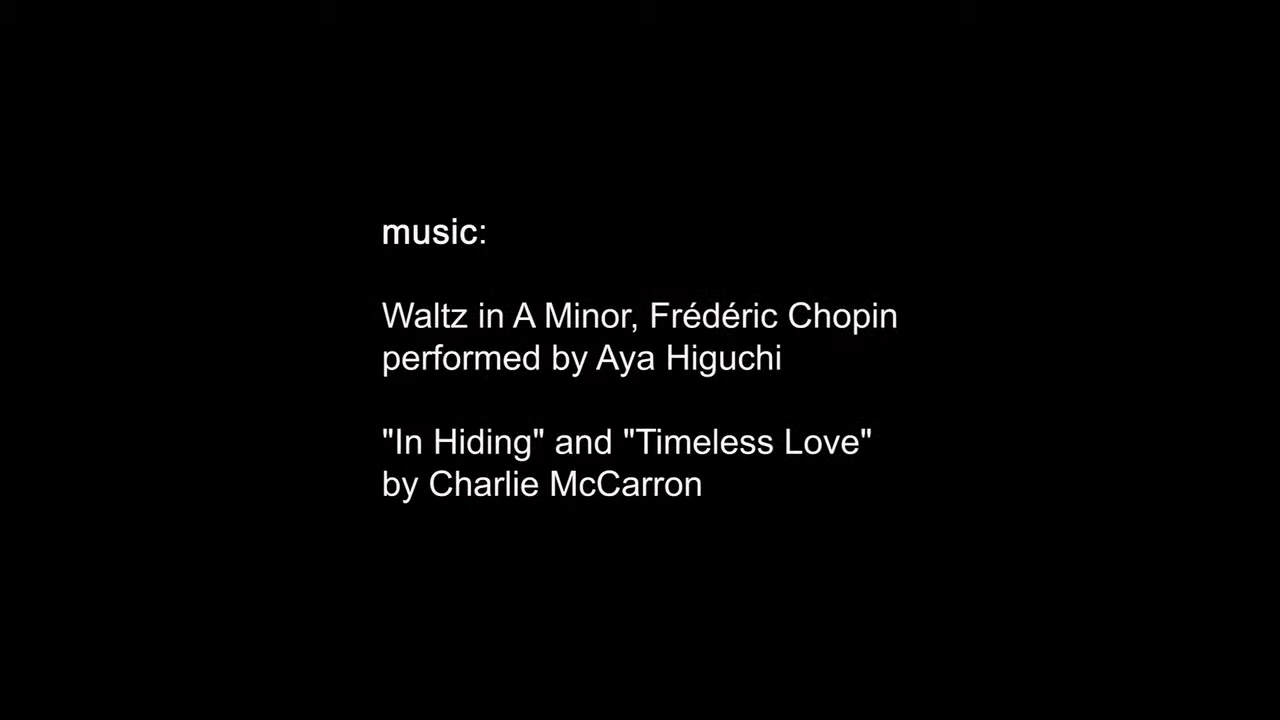 music:
Waltz in A Minor, Frédéric Chopin
performed by Aya Higuchi
"In Hiding" and "Timeless Love"
by Charlie McCarron